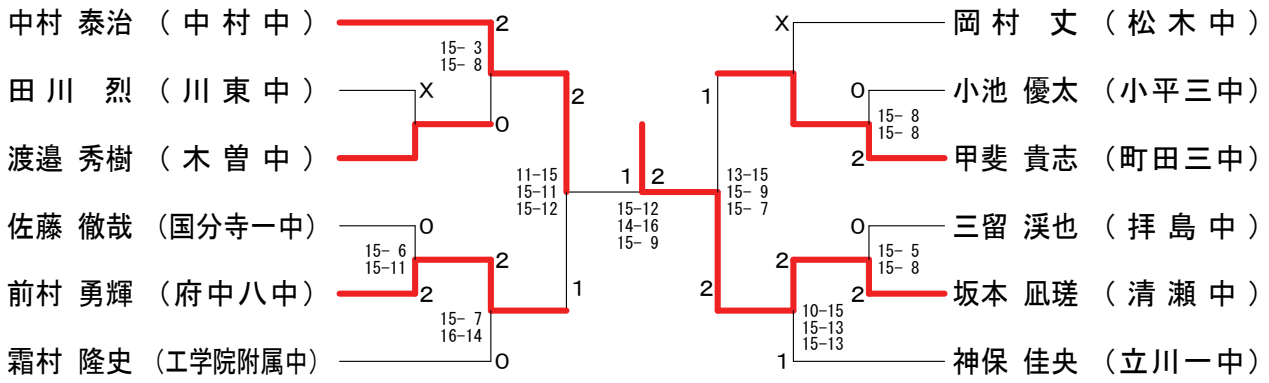 中村 泰治 (中村中)
2
15- 3
15- 8
田川 烈 (川東中)
X
0
渡邉 秀樹 (木曽中)
2
11-15
15-11
15-12
佐藤 徹哉 (国分寺一中)
0
15- 6
15-11
2
前村 勇輝 (府中八中)
2
15- 7
16-14
1
霜村 隆史 (工学院附属中)
0
1 2
15-12
14-16
15- 9
X
岡村 丈 (松木中)
1
0
小池 優太 (小平三中)
15- 8
15- 8
2
甲斐 貴志 (町田三中)
13-15
15- 9
15- 7
0
三留 渓也 (拝島中)
2
15- 5
15- 8
2
2
坂本 凪瑳 (清瀬中)
10-15
15-13
15-13
1
神保 佳央 (立川一中)